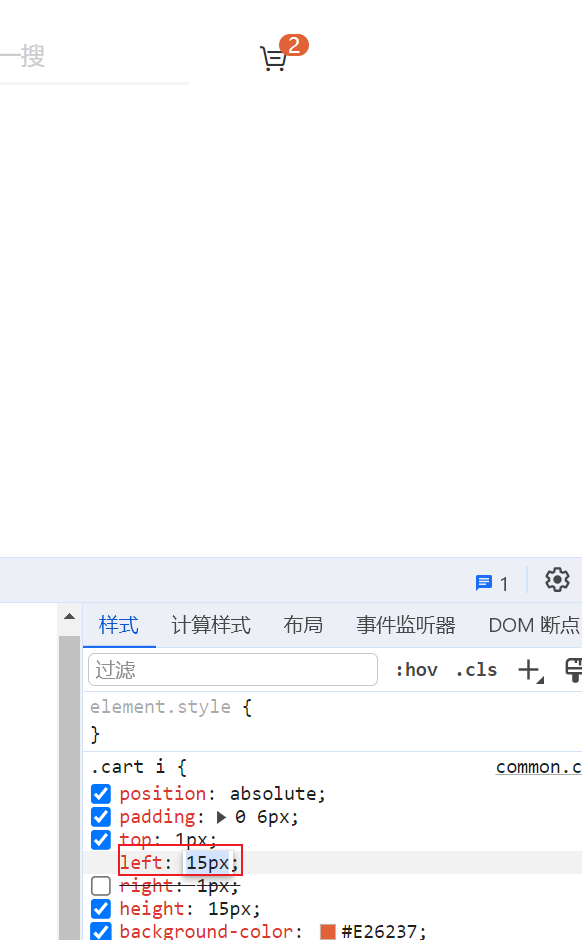 一搜
2
1
样式 计算样式 布局 事件监听器 DOM 断点
过滤 :hov .cls
element.style {
}
.cart i { common.c
position: absolute;
padding: 0 6px;
top: 1px;
left: 15px;
right: 1px;
height: 15px;
background-color: #E26237;